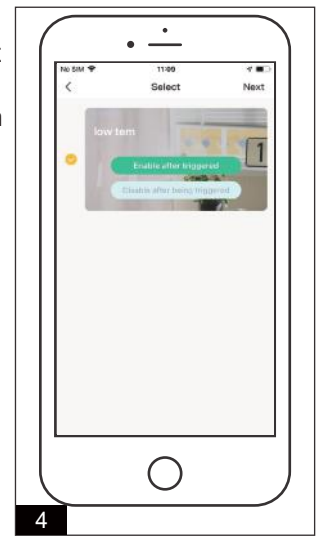 No SIM 11:09
Select Next
low tem
1
Enable after triggered
Disable after being triggered
4